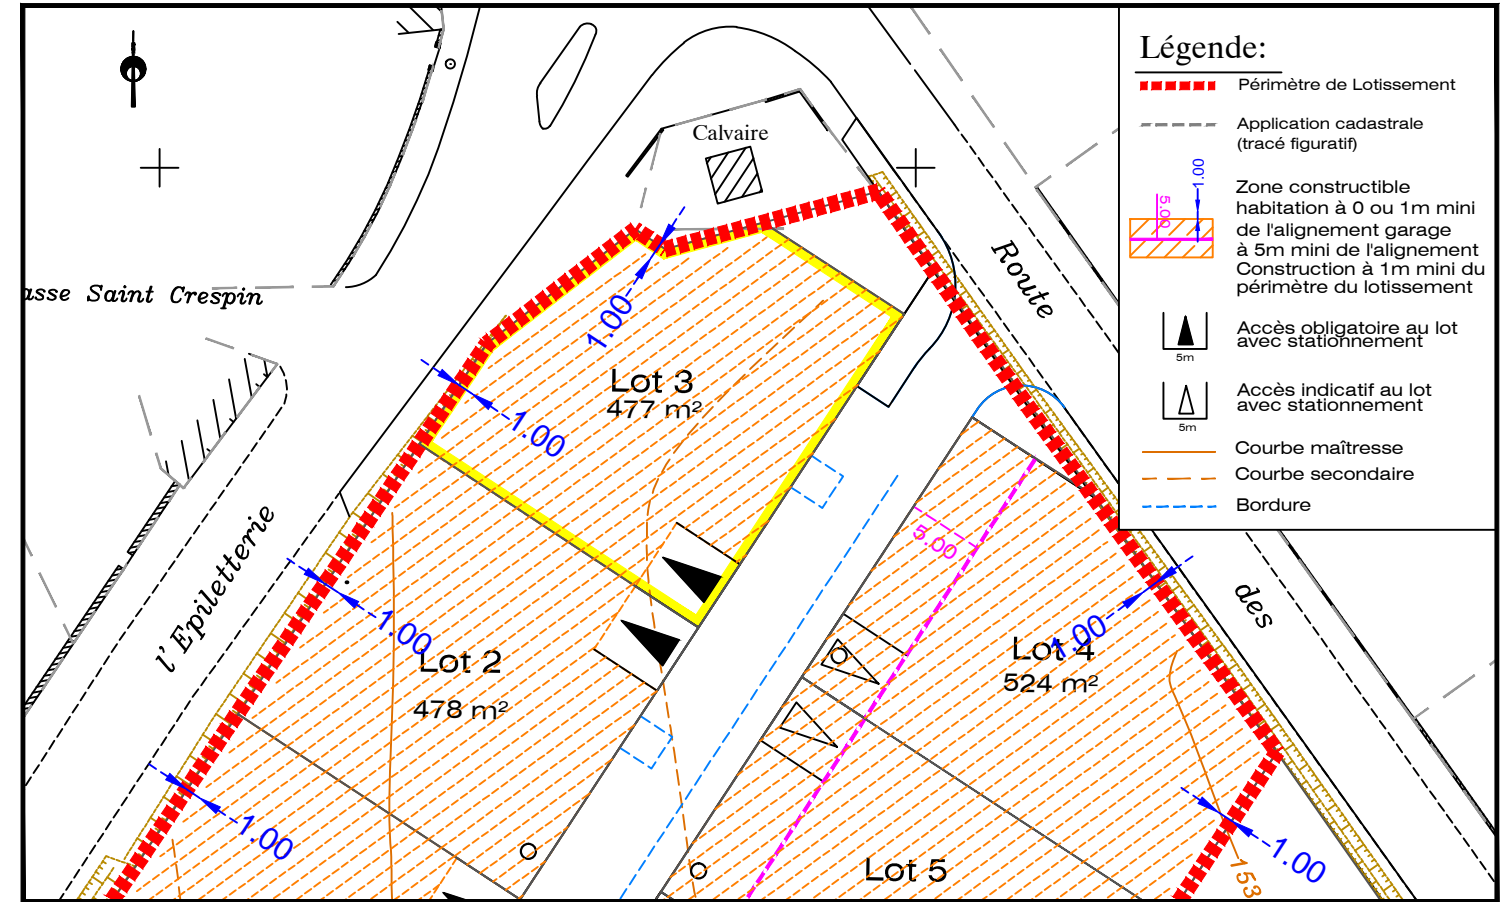 Légende:
Périmètre de Lotissement
Application cadastrale
(tracé figuratif)
1.00
5.00
Zone constructible
habitation à 0 ou 1m mini
de l'alignement garage
à 5m mini de l'alignement
Construction à 1m mini du
périmètre du lotissement
Accès obligatoire au lot
avec stationnement
5m
Accès indicatif au lot
avec stationnement
5m
Courbe maîtresse
Courbe secondaire
Bordure
Calvaire
Route
des
asse Saint Crespin
l'Epiletterie
1.00
Lot 3
477 m²
1.00
5.00
1.00
Lot 4
524 m²
1.00
Lot 2
478 m²
1.00
Lot 5
1.00
153